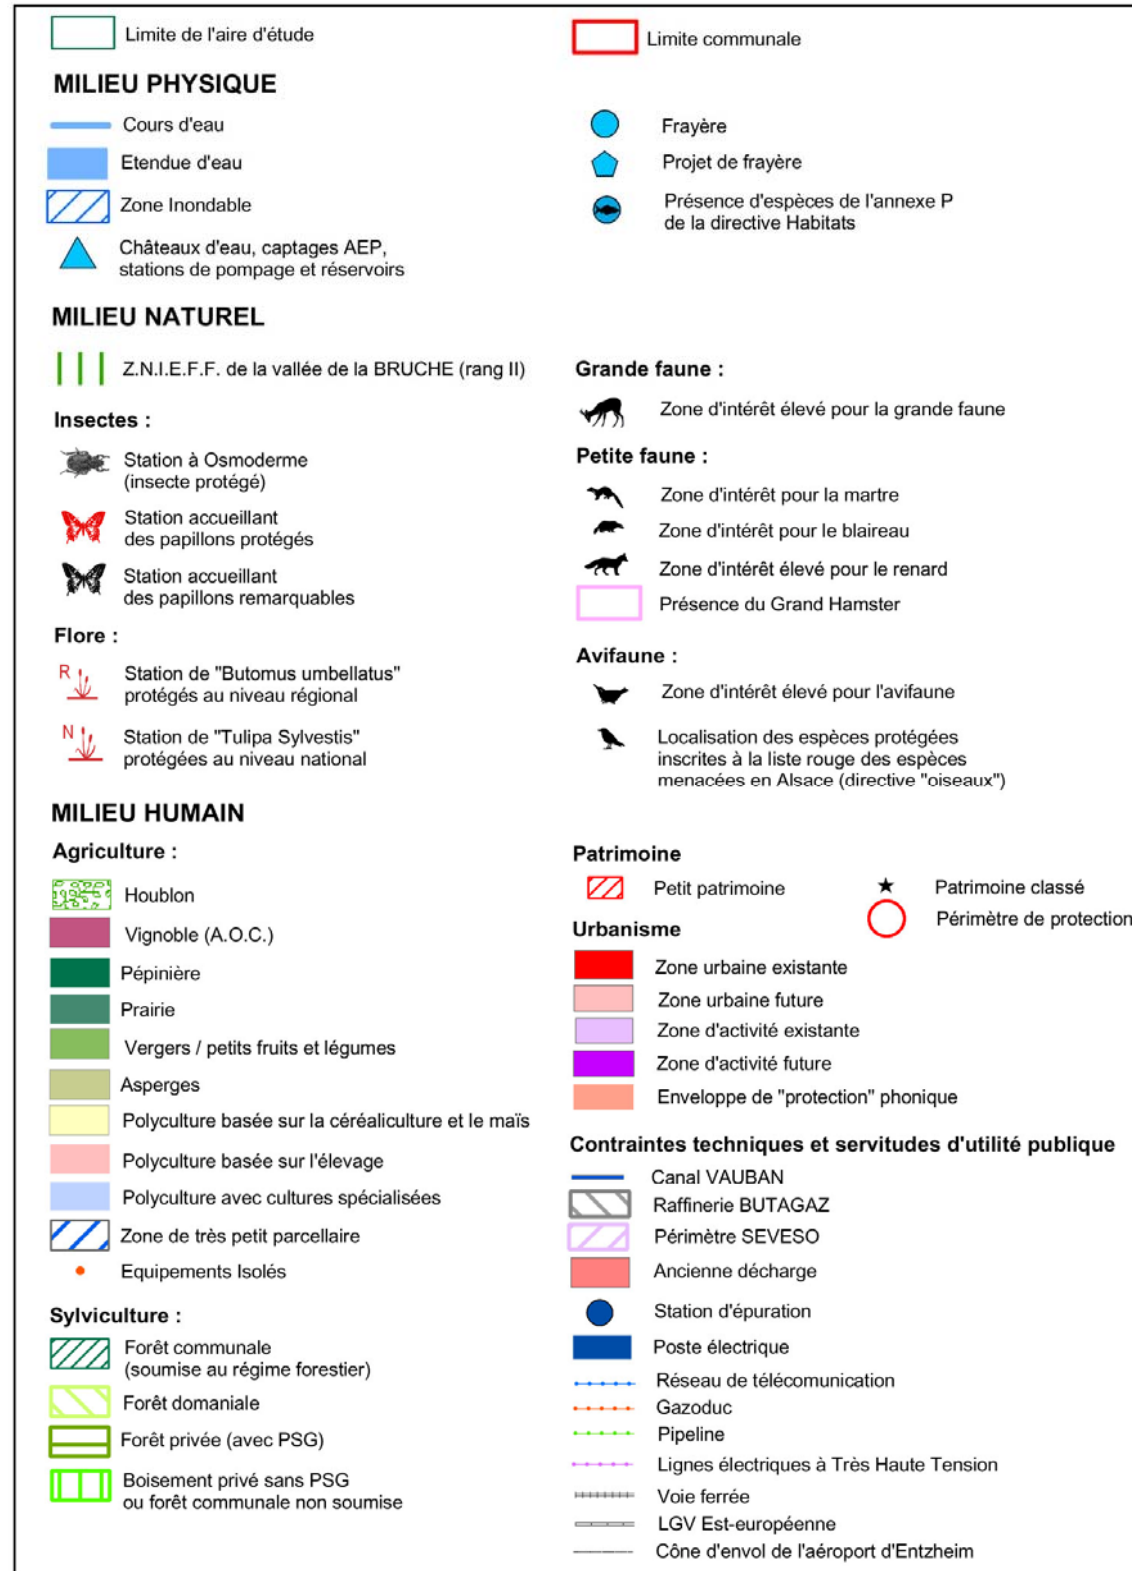 Limite de l'aire d'étude
Limite communale
MILIEU PHYSIQUE
Cours d'eau
Etendue d'eau
Zone Inondable
Châteaux d'eau, captages AEP,
stations de pompage et réservoirs
Frayère
Projet de frayère
Présence d'espèces de l'annexe P
de la directive Habitats
MILIEU NATUREL
Z.N.I.E.F.F. de la vallée de la BRUCHE (rang II)
Insectes :
Station à Osmoderme
(insecte protégé)
Station accueillant
des papillons protégés
Station accueillant
des papillons remarquables
Flore :
R
Station de "Butomus umbellatus"
protégés au niveau régional
N
Station de "Tulipa Sylvestis"
protégées au niveau national
Grande faune :
Zone d'intérêt élevé pour la grande faune
Petite faune :
Zone d'intérêt pour la martre
Zone d'intérêt pour le blaireau
Zone d'intérêt élevé pour le renard
Présence du Grand Hamster
Avifaune :
Zone d'intérêt élevé pour l'avifaune
Localisation des espèces protégées
inscrites à la liste rouge des espèces
menacées en Alsace (directive "oiseaux")
MILIEU HUMAIN
Agriculture :
Houblon
Vignoble (A.O.C.)
Pépinière
Prairie
Vergers / petits fruits et légumes
Asperges
Polyculture basée sur la céréaliculture et le maïs
Polyculture basée sur l'élevage
Polyculture avec cultures spécialisées
Zone de très petit parcellaire
Equipements Isolés
Sylviculture :
Forêt communale
(soumise au régime forestier)
Forêt domaniale
Forêt privée (avec PSG)
Boisement privé sans PSG
ou forêt communale non soumise
Patrimoine
Petit patrimoine
Patrimoine classé
Périmètre de protection
Urbanisme
Zone urbaine existante
Zone urbaine future
Zone d'activité existante
Zone d'activité future
Enveloppe de "protection" phonique
Contraintes techniques et servitudes d'utilité publique
Canal VAUBAN
Raffinerie BUTAGAZ
Périmètre SEVESO
Ancienne décharge
Station d'épuration
Poste électrique
Réseau de télécomunication
Gazoduc
Pipeline
Lignes électriques à Très Haute Tension
Voie ferrée
LGV Est-européenne
Cône d'envol de l'aéroport d'Entzheim